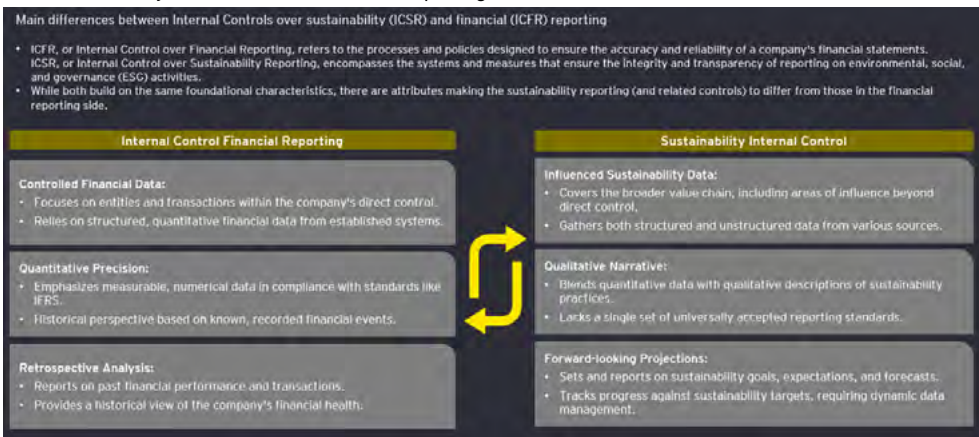 Main differences between Internal Controls over sustainability (ICSR) and financial (ICFR) reporting
• ICFR, or Internal Control over Financial Reporting, refers to the processes and policies designed to ensure the accuracy and reliability of a company's financial statements.
ICSR, or Internal Control over Sustainability Reporting, encompasses the systems and measures that ensure the integrity and transparency of reporting on environmental, social,
and governance (ESG) activities.
• While both build on the same foundational characteristics, there are attributes making the sustainability reporting (and related controls) to differ from those in the financial
reporting side.
Internal Control Financial Reporting
Controlled Financial Data:
• Focuses on entities and transactions within the company's direct control.
• Relies on structured, quantitative financial data from established systems.
Quantitative Precision:
• Emphasizes measurable, numerical data in compliance with standards like
IFRS.
• Historical perspective based on known, recorded financial events.
Retrospective Analysis:
• Reports on past financial performance and transactions.
• Provides a historical view of the company's financial health.
Sustainability Internal Control
Influenced Sustainability Data:
• Covers the broader value chain, including areas of influence beyond
direct control.
• Gathers both structured and unstructured data from various sources.
Qualitative Narrative:
• Blends quantitative data with qualitative descriptions of sustainability
practices.
• Lacks a single set of universally accepted reporting standards.
Forward-looking Projections:
• Sets and reports on sustainability goals, expectations, and forecasts.
• Tracks progress against sustainability targets, requiring dynamic data
management.